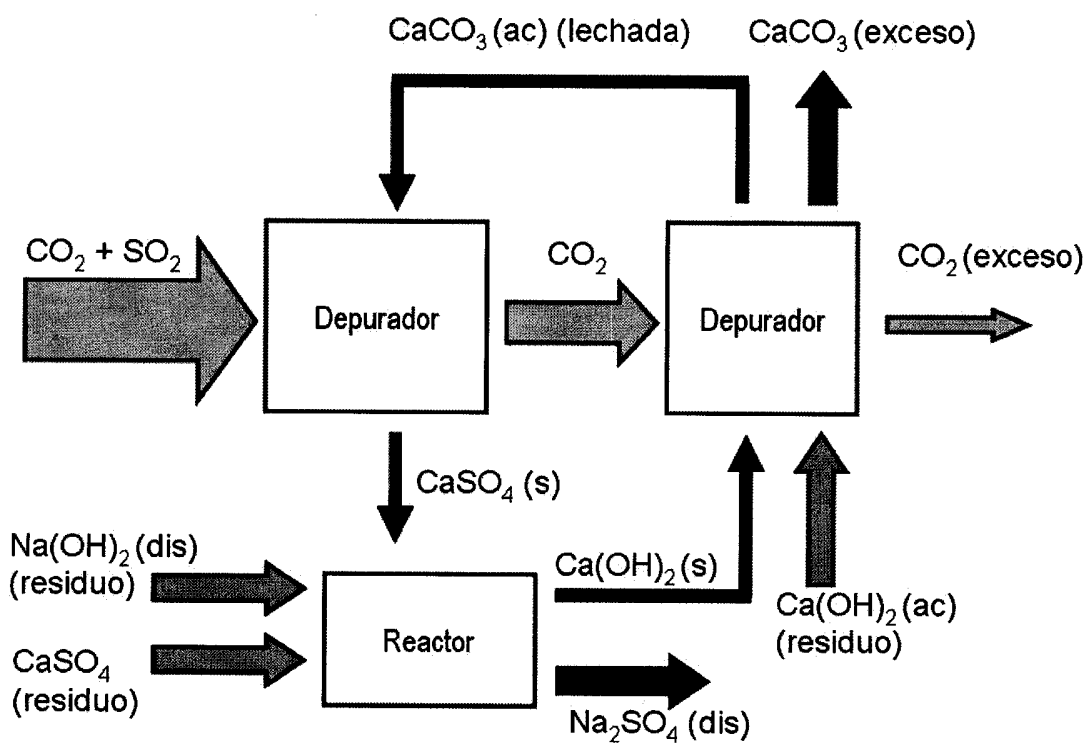 CaCO₃ (ac) (lechada)
CaCO₃ (exceso)
CO₂ + SO₂
CO₂
CO₂ (exceso)
Depurador
Depurador
CaSO₄ (s)
Na(OH)₂ (dis)
(residuo)
Ca(OH)₂ (s)
Ca(OH)₂ (ac)
(residuo)
CaSO₄
(residuo)
Reactor
Na₂SO₄ (dis)